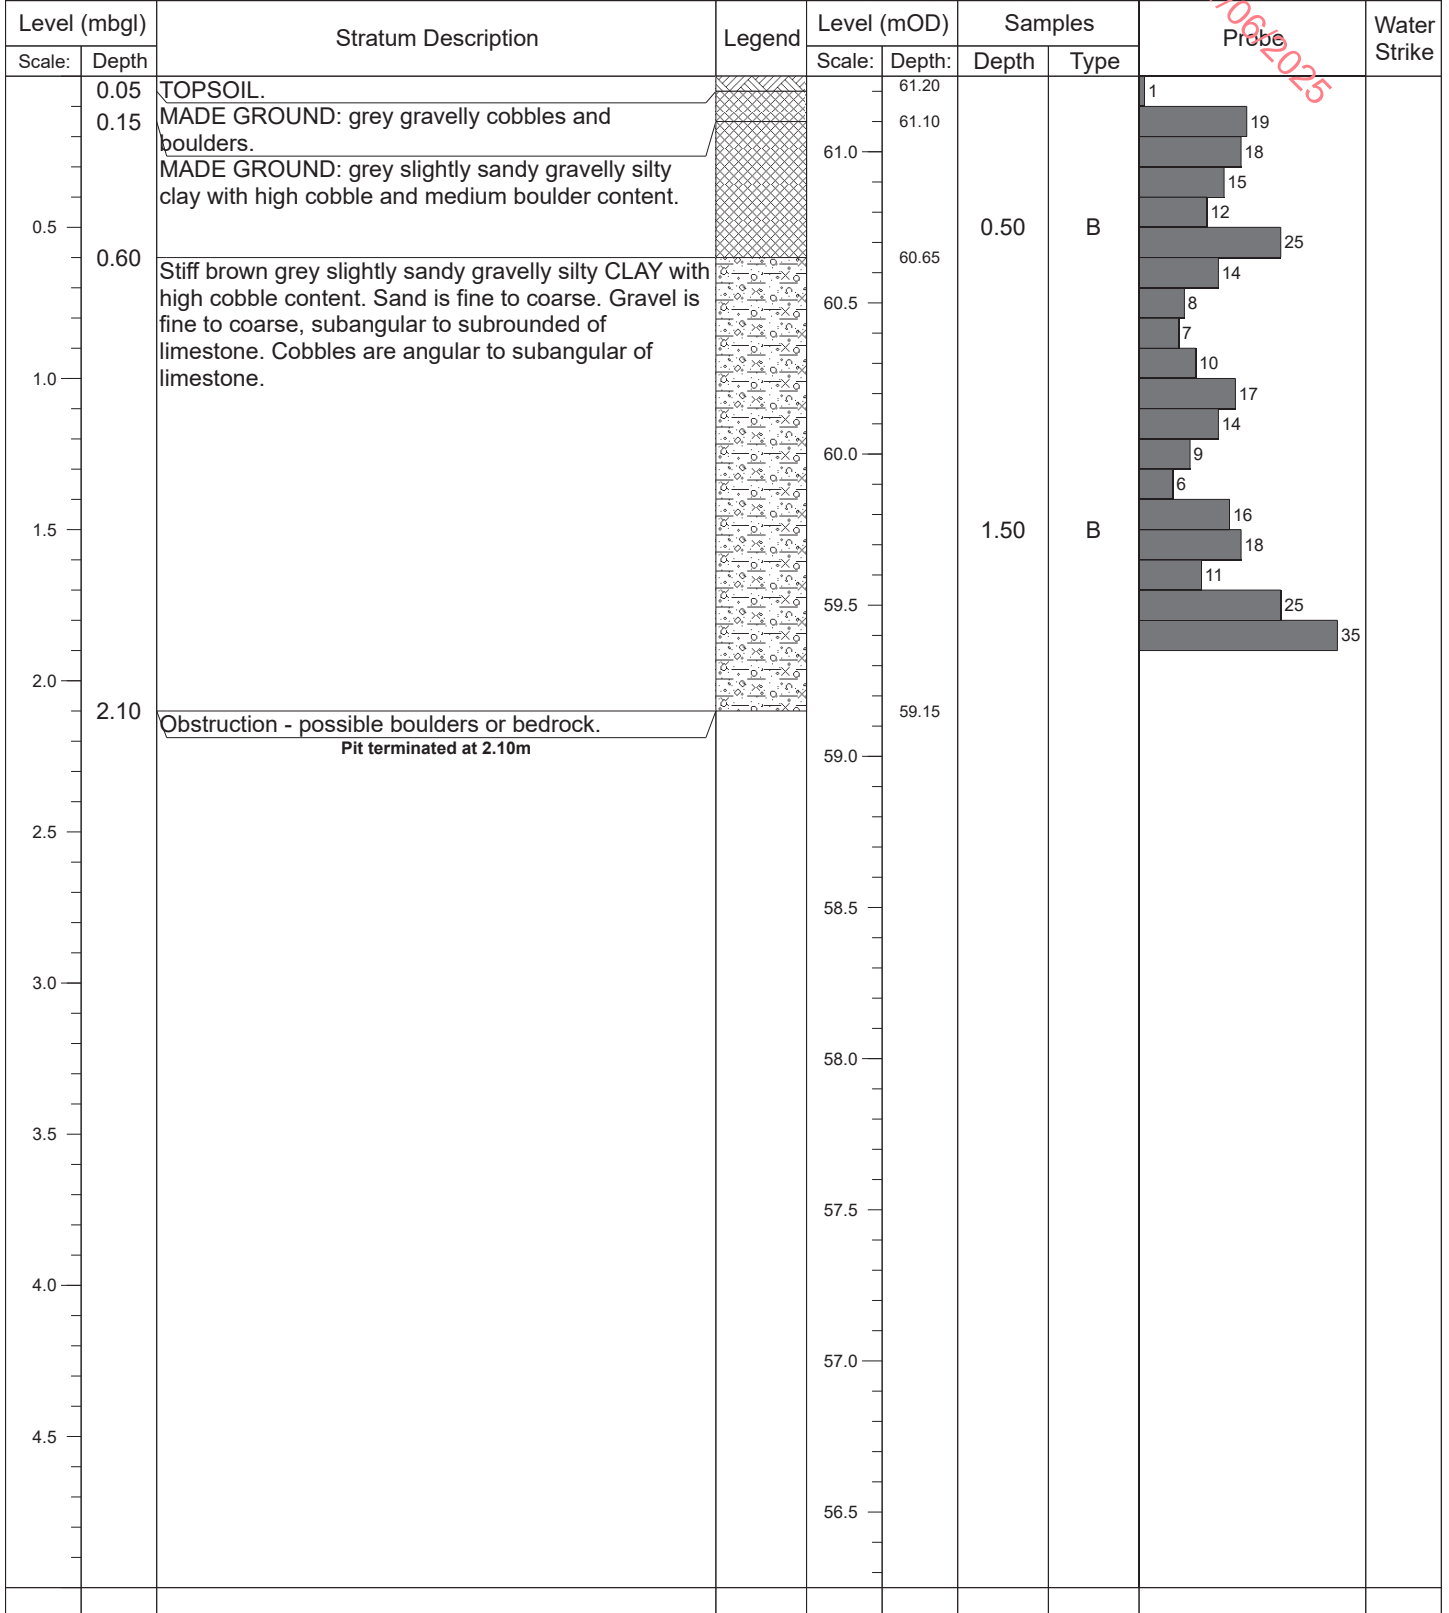 Level (mbgl) Stratum Description Legend Level (mOD) Samples Probe Water Strike
Scale: Depth Scale: Depth: Depth Type
/06/2025
0.05 TOPSOIL. 61.20 1
0.15 MADE GROUND: grey gravelly cobbles and 61.10 19
boulders.
61.0 18
MADE GROUND: grey slightly sandy gravelly silty 15
clay with high cobble and medium boulder content.
12
0.5 0.50 B
25
0.60 60.65
Stiff brown grey slightly sandy gravelly silty CLAY with 14
high cobble content. Sand is fine to coarse. Gravel is 60.5 8
fine to coarse, subangular to subrounded of 7
limestone. Cobbles are angular to subangular of 10
1.0 limestone.
17
14
60.0 9
6
16
1.5 1.50 B
18
11
59.5 25
35
2.0
2.10 59.15
Obstruction - possible boulders or bedrock.
Pit terminated at 2.10m
59.0
2.5
58.5
3.0
58.0
3.5
57.5
4.0
57.0
4.5
56.5